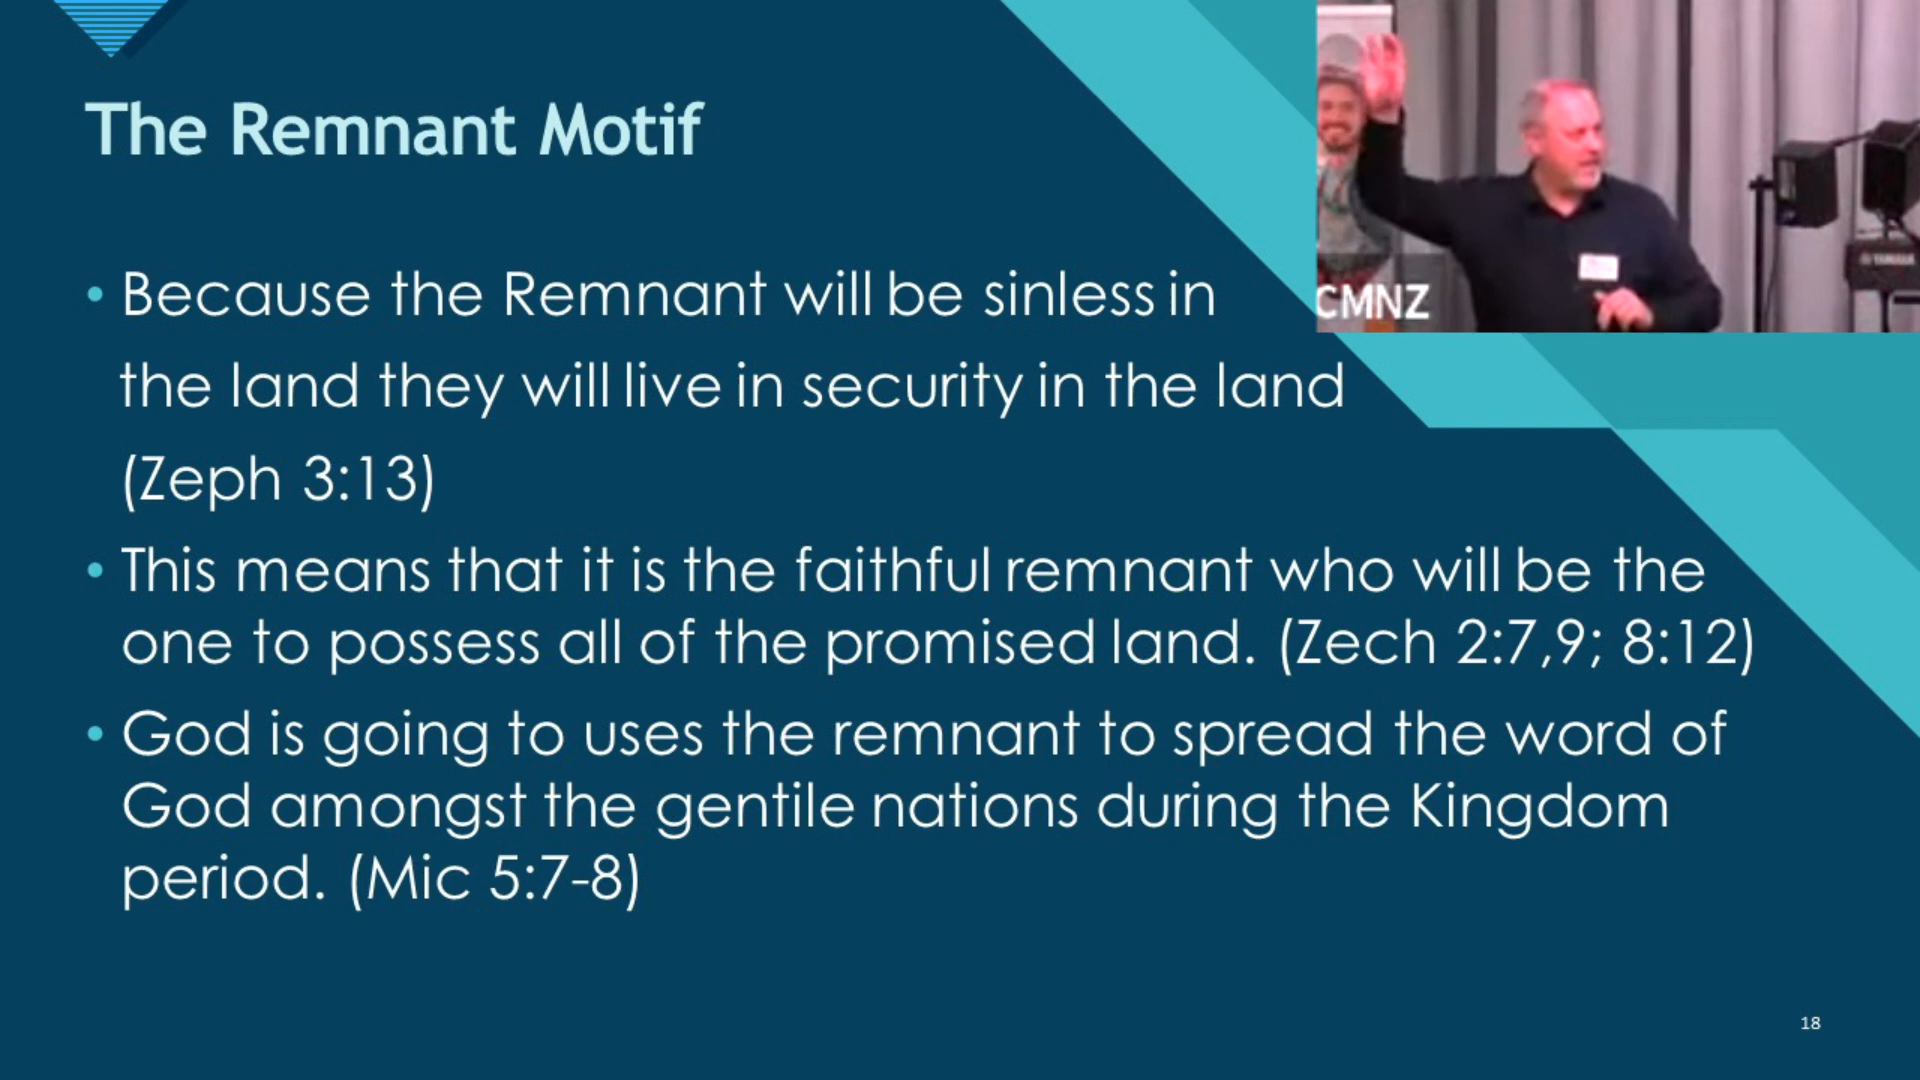 The Remnant Motif
• Because the Remnant will be sinless in
the land they will live in security in the land
(Zeph 3:13)
• This means that it is the faithful remnant who will be the
one to possess all of the promised land. (Zech 2:7,9; 8:12)
• God is going to uses the remnant to spread the word of
God amongst the gentile nations during the Kingdom
period. (Mic 5:7-8)
CMNZ
YAMAHA
18